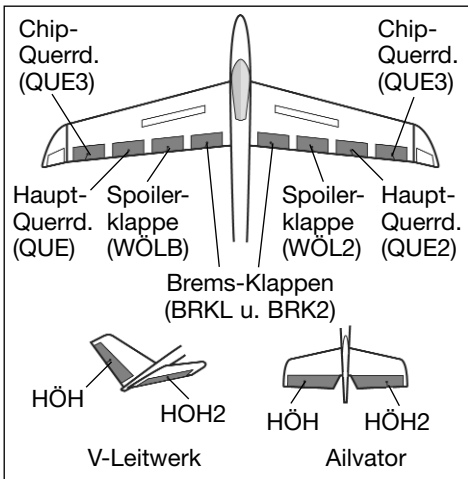 Chip-
Querrd.
(QUE3)
Chip-
Querrd.
(QUE3)
Haupt-
Querrd.
(QUE)
Spoiler-
klappe
(WÖLB)
Spoiler-
klappe
(WÖL2)
Haupt-
Querrd.
(QUE2)
Brems-Klappen
(BRKL u. BRK2)
HÖH
HOH2
HÖH
HÖH2
V-Leitwerk
Ailvator